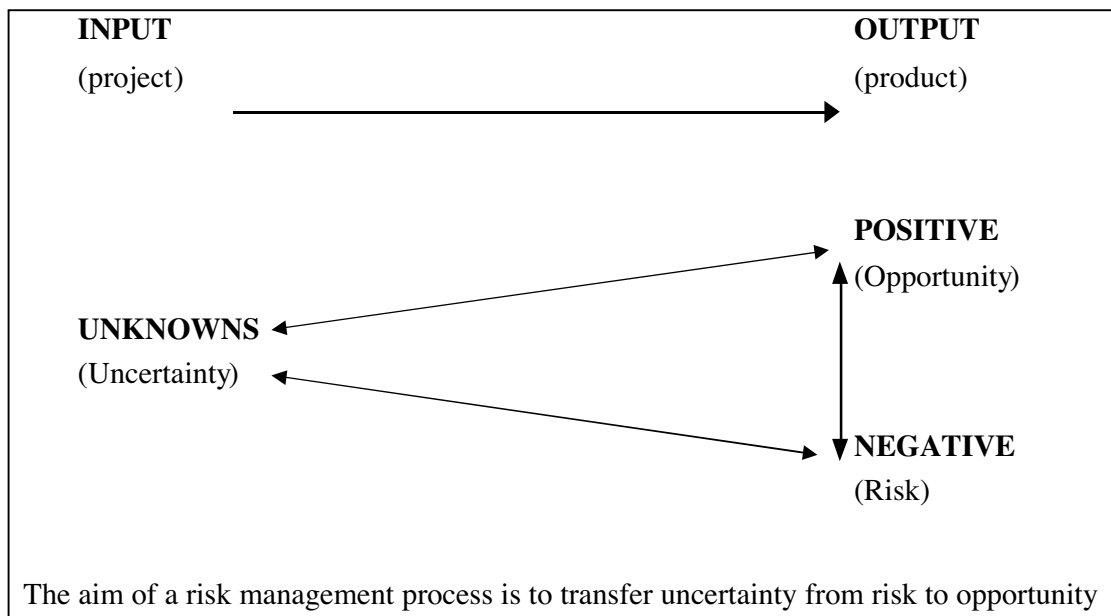 INPUT OUTPUT
(project) (product)
POSITIVE
(Opportunity)
UNKNOWNS
(Uncertainty)
NEGATIVE
(Risk)
The aim of a risk management process is to transfer uncertainty from risk to opportunity